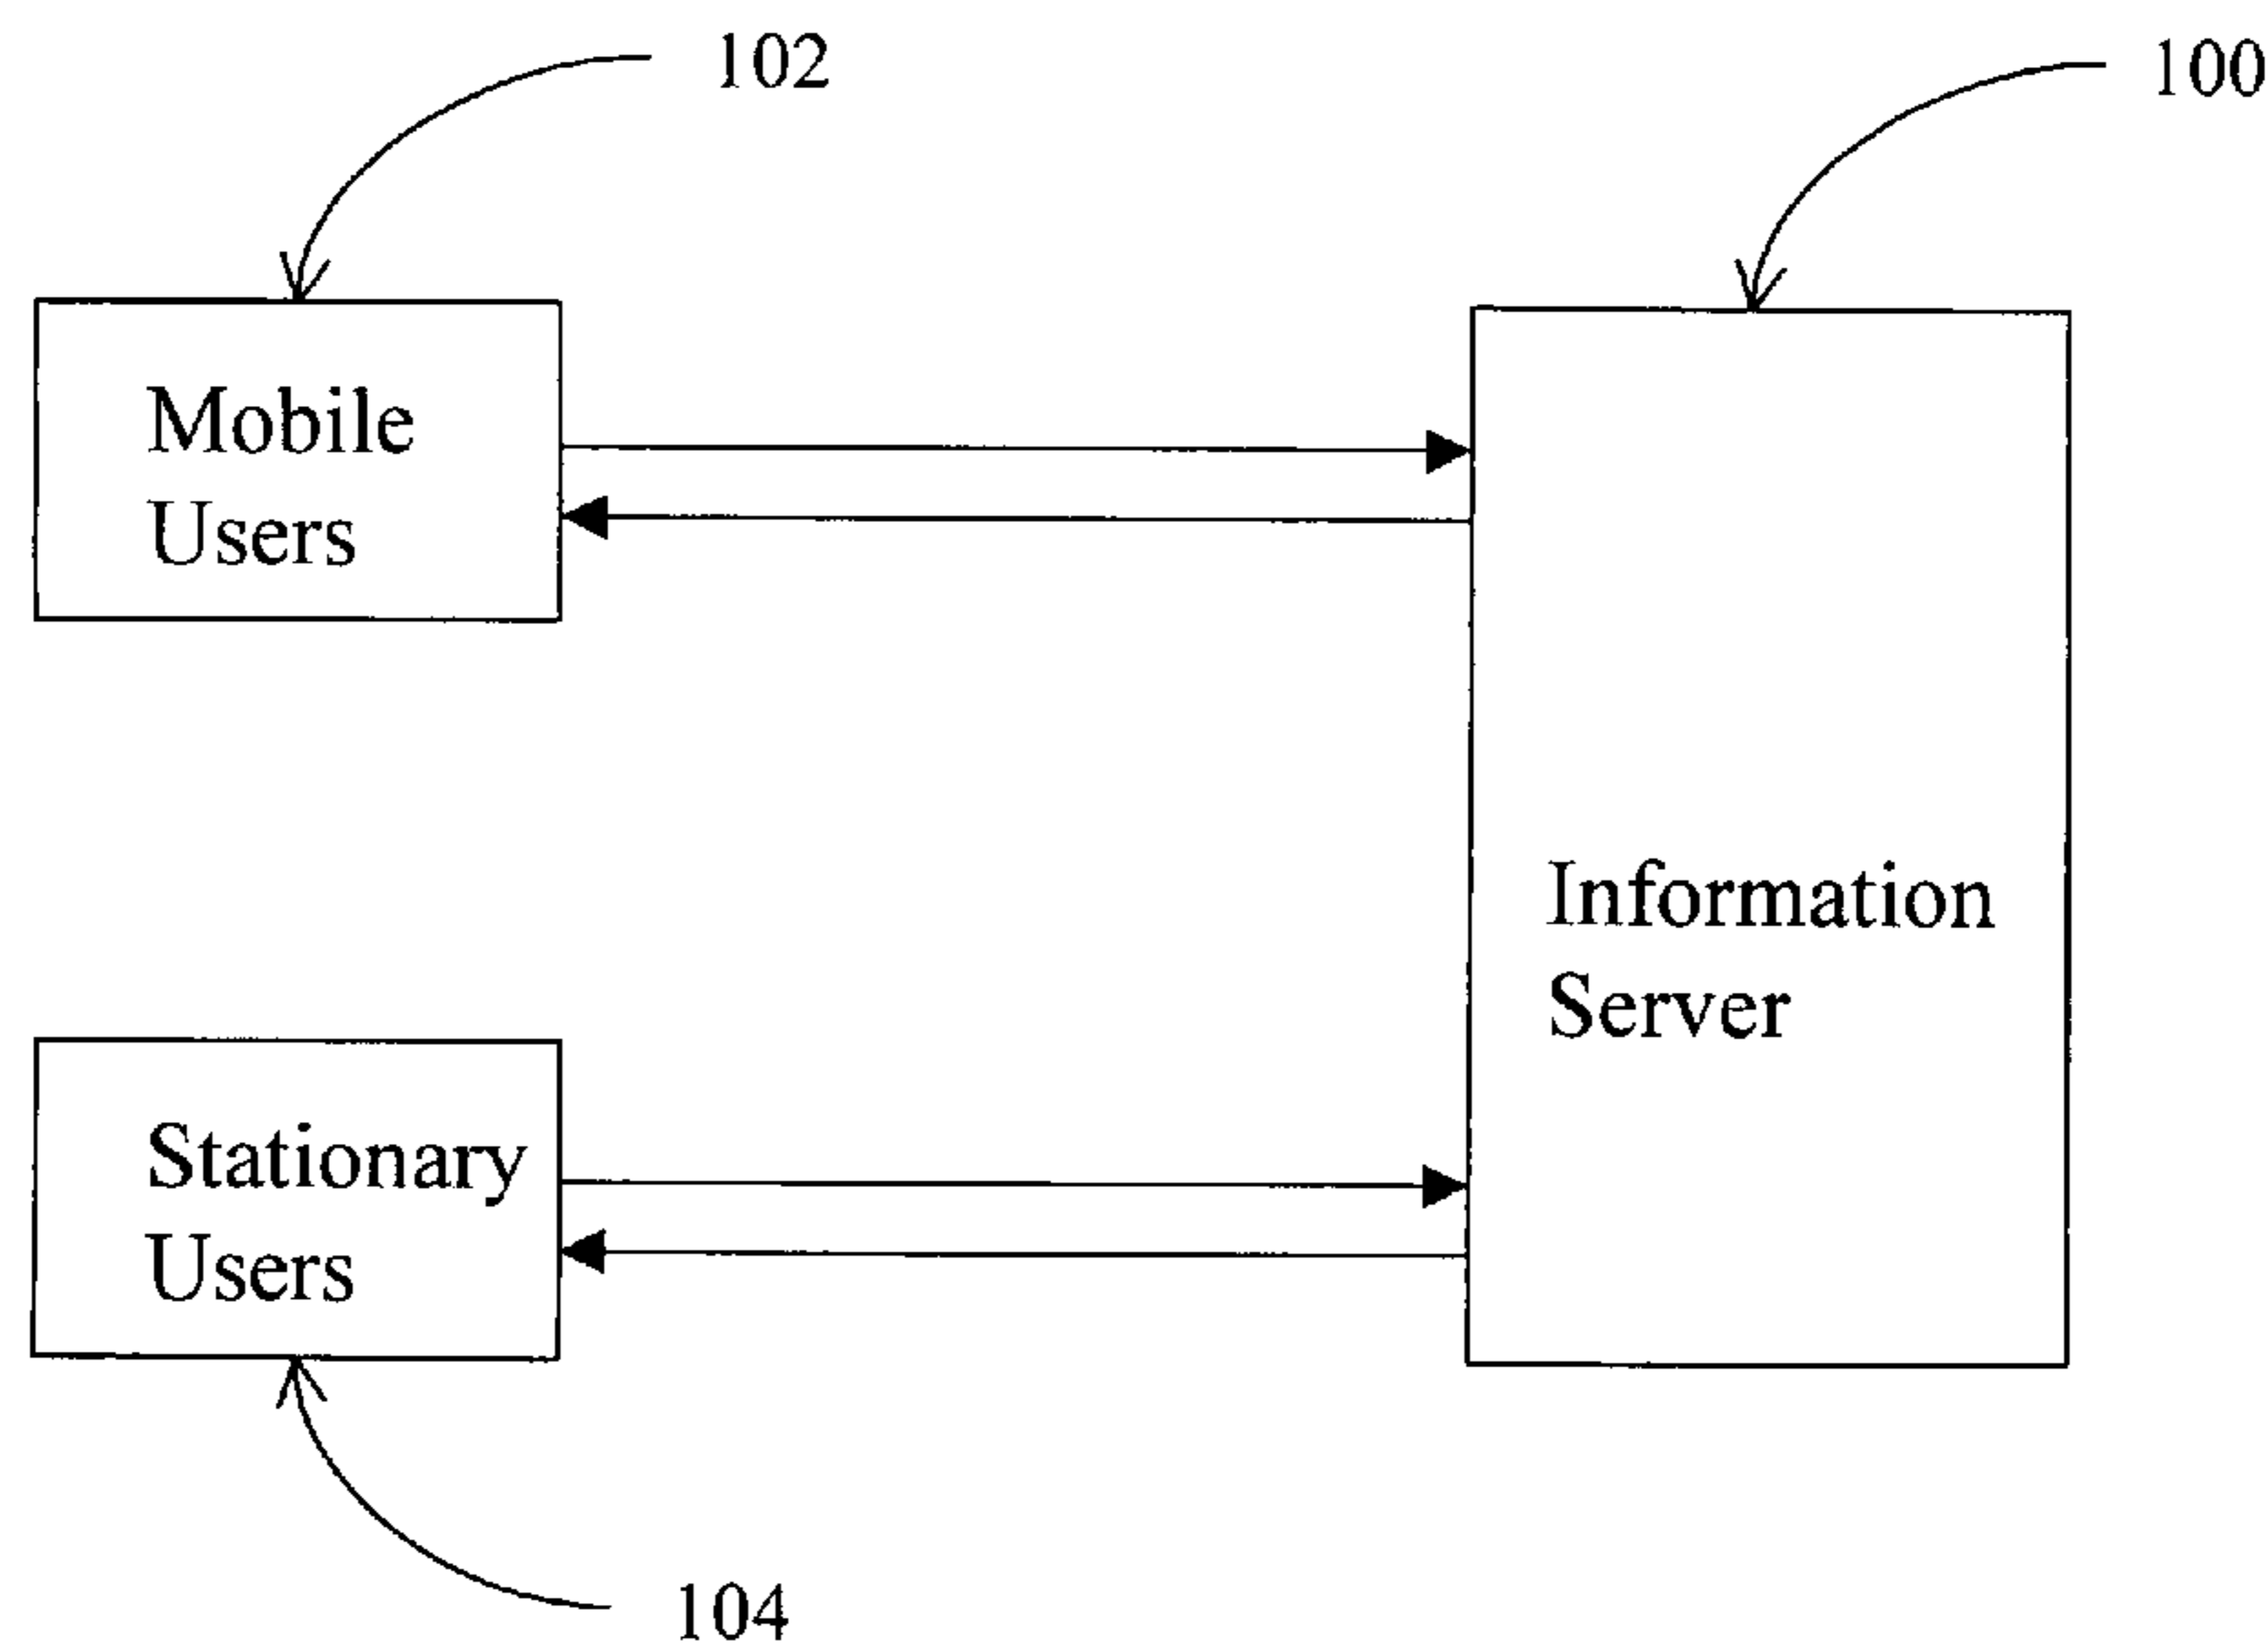 102
100
Mobile
Users
Information
Server
Stationary
Users
104